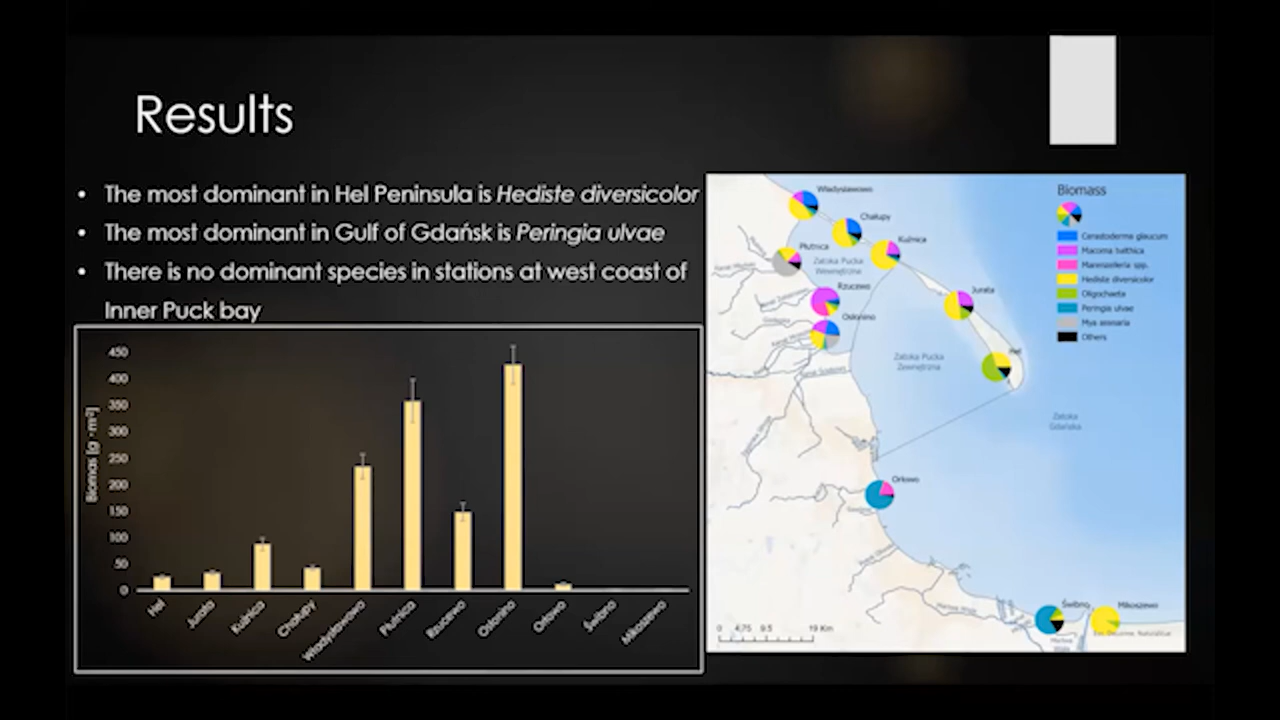 Results
• The most dominant in Hel Peninsula is Hediste diversicolor
• The most dominant in Gulf of Gdańsk is Peringia ulvae
• There is no dominant species in stations at west coast of
Inner Puck bay
Biomas [g · m²]
450
400
350
300
250
200
150
100
50
0
Hel
Jurata
Kuźnica
Chałupy
Władysławowo
Płutnica
Rzucewo
Osłonino
Orłowo
Świbno
Mikoszewo
Władysławowo
Chałupy
Kuźnica
Płutnica
Zatoka Pucka
Wewnętrzna
Rzucewo
Osłonino
Jurata
Hel
Zatoka Pucka
Zewnętrzna
Zatoka
Gdańska
Orłowo
Świbno
Mikoszewo
0 4,75 9,5 19 Km
Biomass
Cerastoderma glaucum
Macoma balthica
Marenzelleria spp.
Hediste diversicolor
Oligochaeta
Peringia ulvae
Mya arenaria
Others